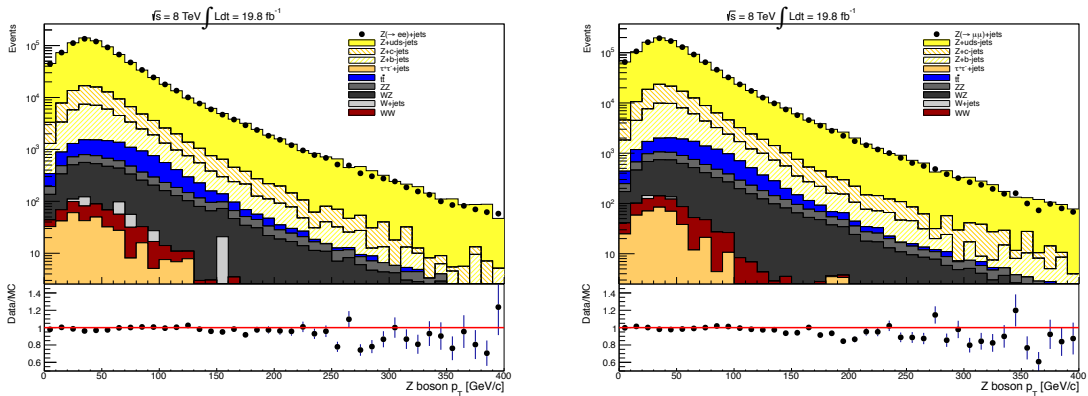 √s = 8 TeV ∫ Ldt = 19.8 fb⁻¹
Events
10⁵
10⁴
10³
10²
10
Z(→ ee)+jets
Z+uds-jets
Z+c-jets
Z+b-jets
τ⁺τ⁻+jets
tt̄
ZZ
WZ
W+jets
WW
Data/MC
1.4
1.2
1
0.8
0.6
0 50 100 150 200 250 300 350 400
Z boson p_T [GeV/c]
√s = 8 TeV ∫ Ldt = 19.8 fb⁻¹
Events
10⁵
10⁴
10³
10²
10
Z(→ μμ)+jets
Z+uds-jets
Z+c-jets
Z+b-jets
τ⁺τ⁻+jets
tt̄
ZZ
WZ
W+jets
WW
Data/MC
1.4
1.2
1
0.8
0.6
0 50 100 150 200 250 300 350 400
Z boson p_T [GeV/c]